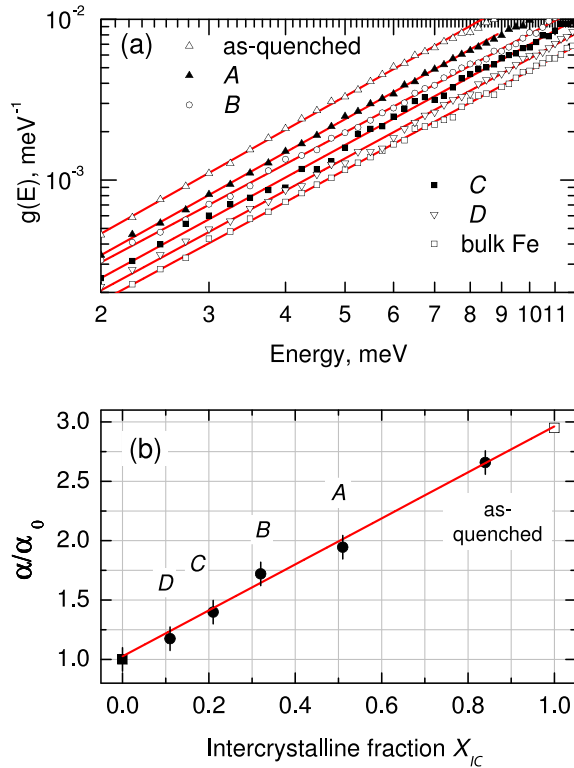 (a)
as-quenched
A
B
C
D
bulk Fe
g(E), meV⁻¹
10⁻²
10⁻³
2 3 4 5 6 7 8 9 10 11
Energy, meV
(b)
α/α₀
3.0
2.5
2.0
1.5
1.0
D
C
B
A
as-
quenched
0.0 0.2 0.4 0.6 0.8 1.0
Intercrystalline fraction X_IC